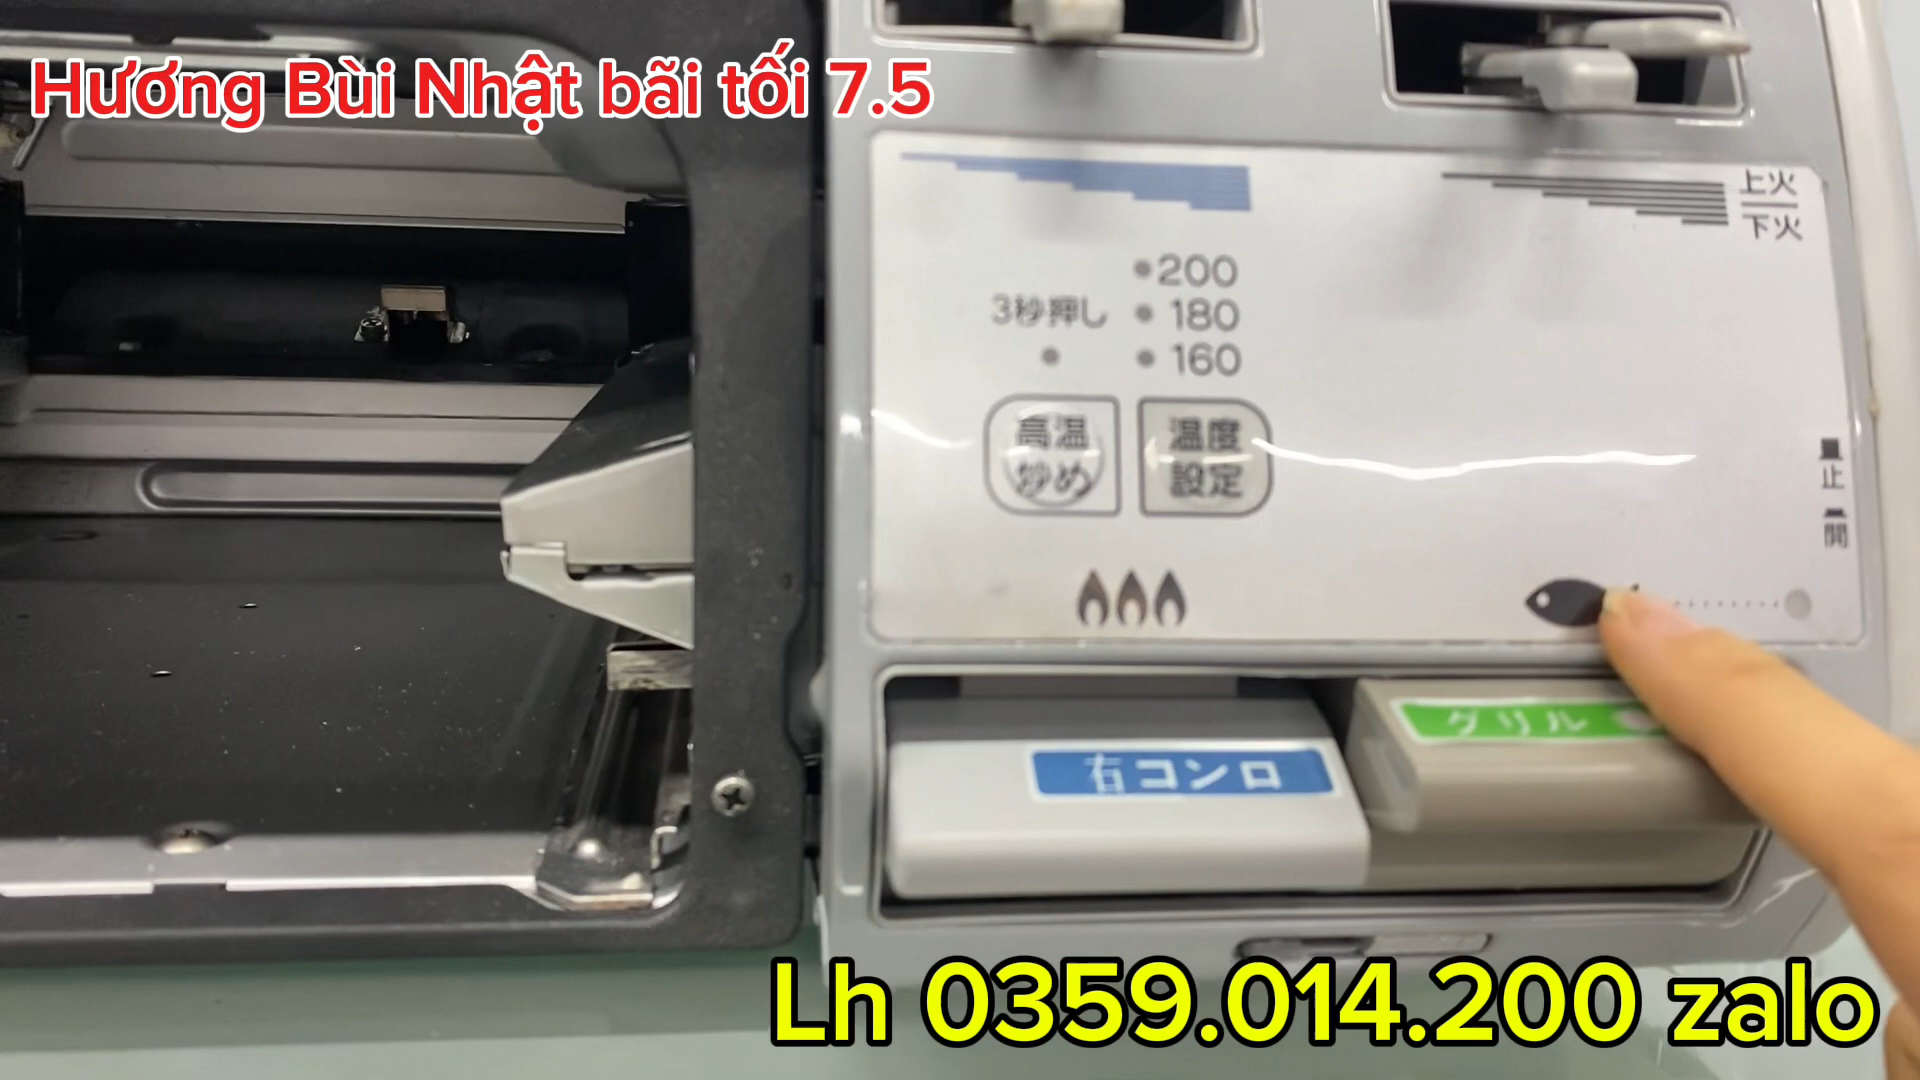 Hương Bùi Nhật bãi tối 7.5
上火
下火
200
3秒押し
180
160
高温
炒め
温度
設定
止
開
右コンロ
グリル
Lh 0359.014.200 zalo